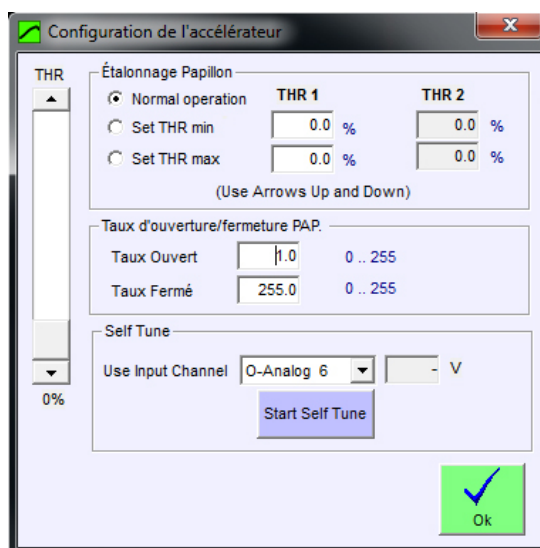 Configuration de l'accélérateur
THR
Étalonnage Papillon
Normal operation THR 1 THR 2
Set THR min 0.0 % 0.0 %
Set THR max 0.0 % 0.0 %
(Use Arrows Up and Down)
Taux d'ouverture/fermeture PAP.
Taux Ouvert 1.0 0 .. 255
Taux Fermé 255.0 0 .. 255
Self Tune
Use Input Channel O-Analog 6 - V
0%
Start Self Tune
Ok